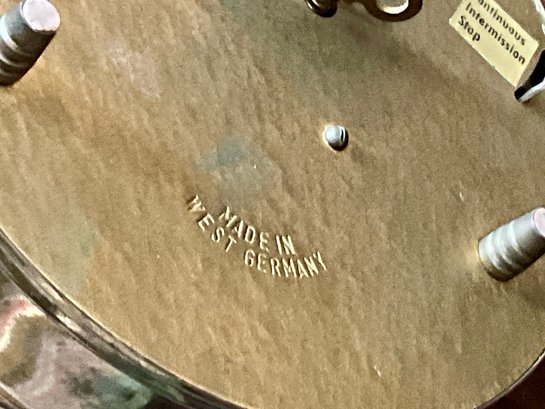 Continuous
Intermission
Stop
MADE IN
WEST GERMANY